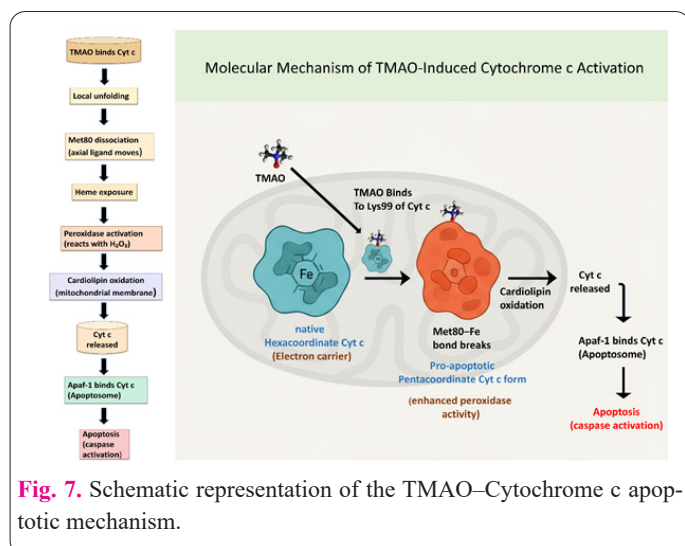 TMAO binds Cyt c
Local unfolding
Met80 dissociation
(axial ligand moves)
Heme exposure
Peroxidase activation
(reacts with H₂O₂)
Cardiolipin oxidation
(mitochondrial membrane)
Cyt c
released
Apaf-1 binds Cyt c
(Apoptosome)
Apoptosis
(caspase
activation)
Molecular Mechanism of TMAO-Induced Cytochrome c Activation
TMAO
TMAO Binds
To Lys99 of Cyt c
Fe
native
Hexacoordinate Cyt c
(Electron carrier)
Met80–Fe
bond breaks
Pro-apoptotic
Pentacoordinate Cyt c form
(enhanced peroxidase
activity)
Cardiolipin
oxidation
Cyt c
released
Apaf-1 binds Cyt c
(Apoptosome)
Apoptosis
(caspase activation)
Fig. 7. Schematic representation of the TMAO–Cytochrome c apop-
totic mechanism.